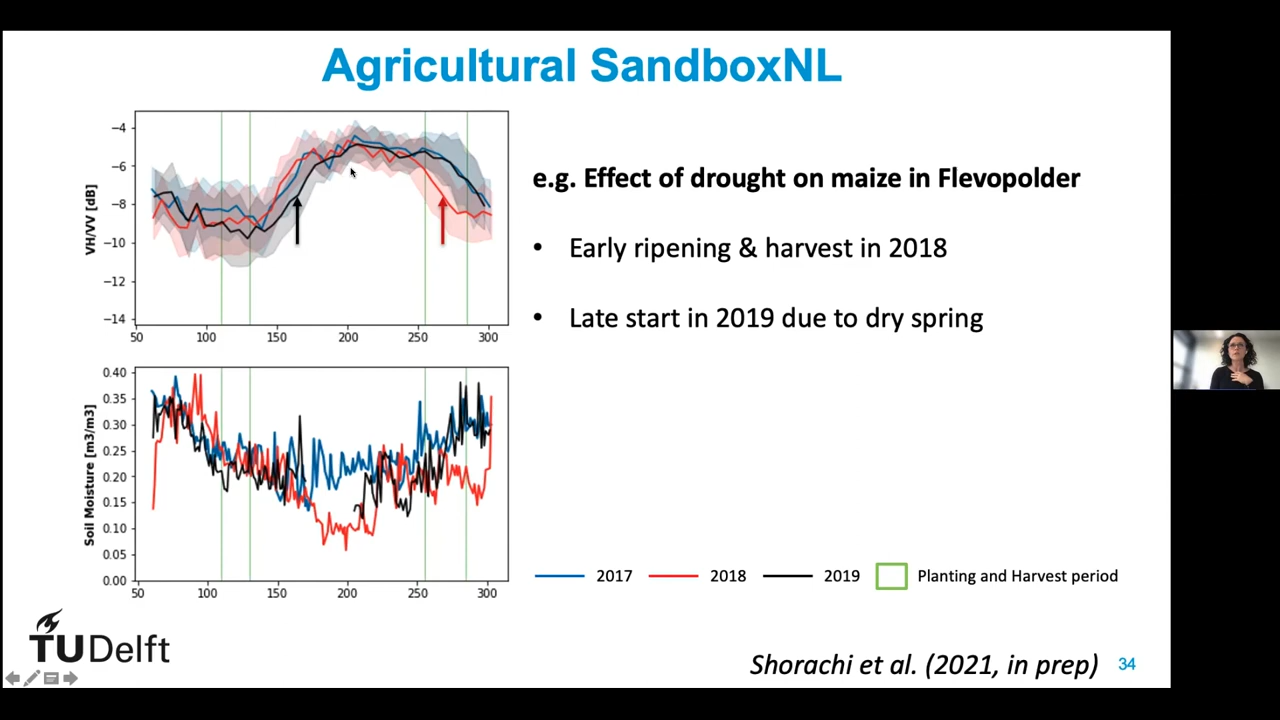 Agricultural SandboxNL
−4
−6
−8
−10
−12
−14
VH/VV [dB]
50 100 150 200 250 300
e.g. Effect of drought on maize in Flevopolder
• Early ripening & harvest in 2018
• Late start in 2019 due to dry spring
0.40
0.35
0.30
0.25
0.20
0.15
0.10
0.05
0.00
Soil Moisture [m3/m3]
50 100 150 200 250 300
2017 2018 2019 Planting and Harvest period
TU Delft
Shorachi et al. (2021, in prep) 34